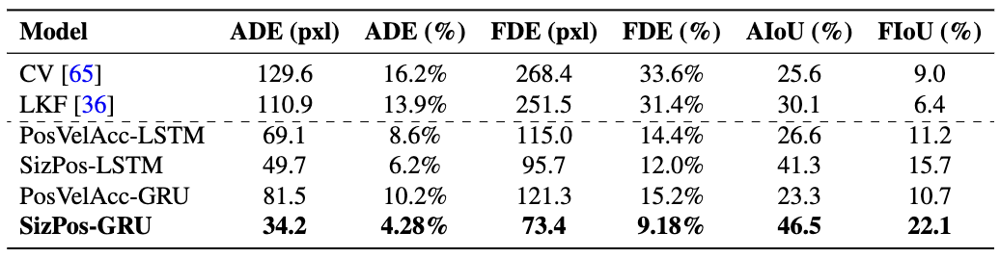 Model ADE (pxl) ADE (%) FDE (pxl) FDE (%) AIoU (%) FIoU (%)
CV [65] 129.6 16.2% 268.4 33.6% 25.6 9.0
LKF [36] 110.9 13.9% 251.5 31.4% 30.1 6.4
PosVelAcc-LSTM 69.1 8.6% 115.0 14.4% 26.6 11.2
SizPos-LSTM 49.7 6.2% 95.7 12.0% 41.3 15.7
PosVelAcc-GRU 81.5 10.2% 121.3 15.2% 23.3 10.7
SizPos-GRU 34.2 4.28% 73.4 9.18% 46.5 22.1